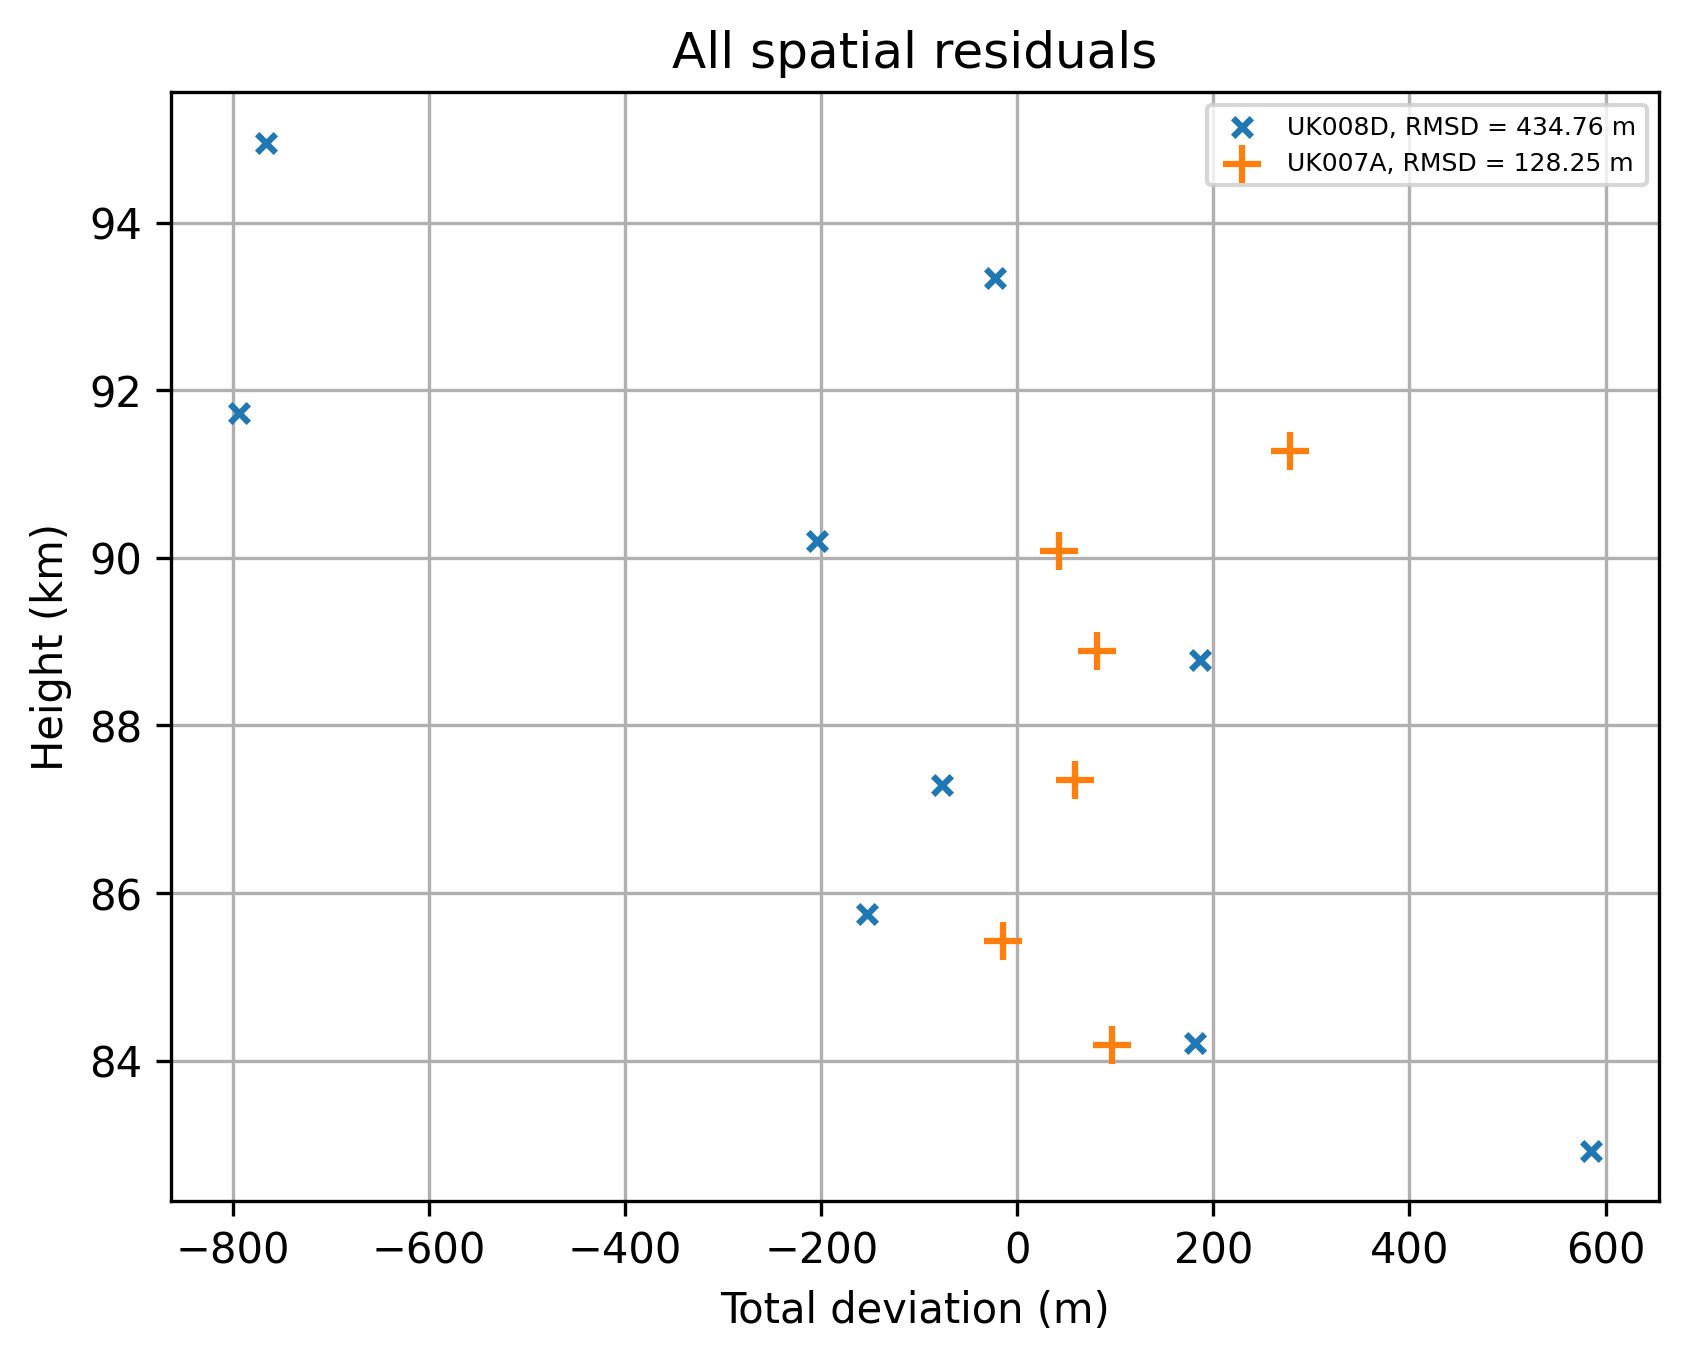 All spatial residuals
UK008D, RMSD = 434.76 m
UK007A, RMSD = 128.25 m
94
92
90
88
86
84
Height (km)
−800 −600 −400 −200 0 200 400 600
Total deviation (m)